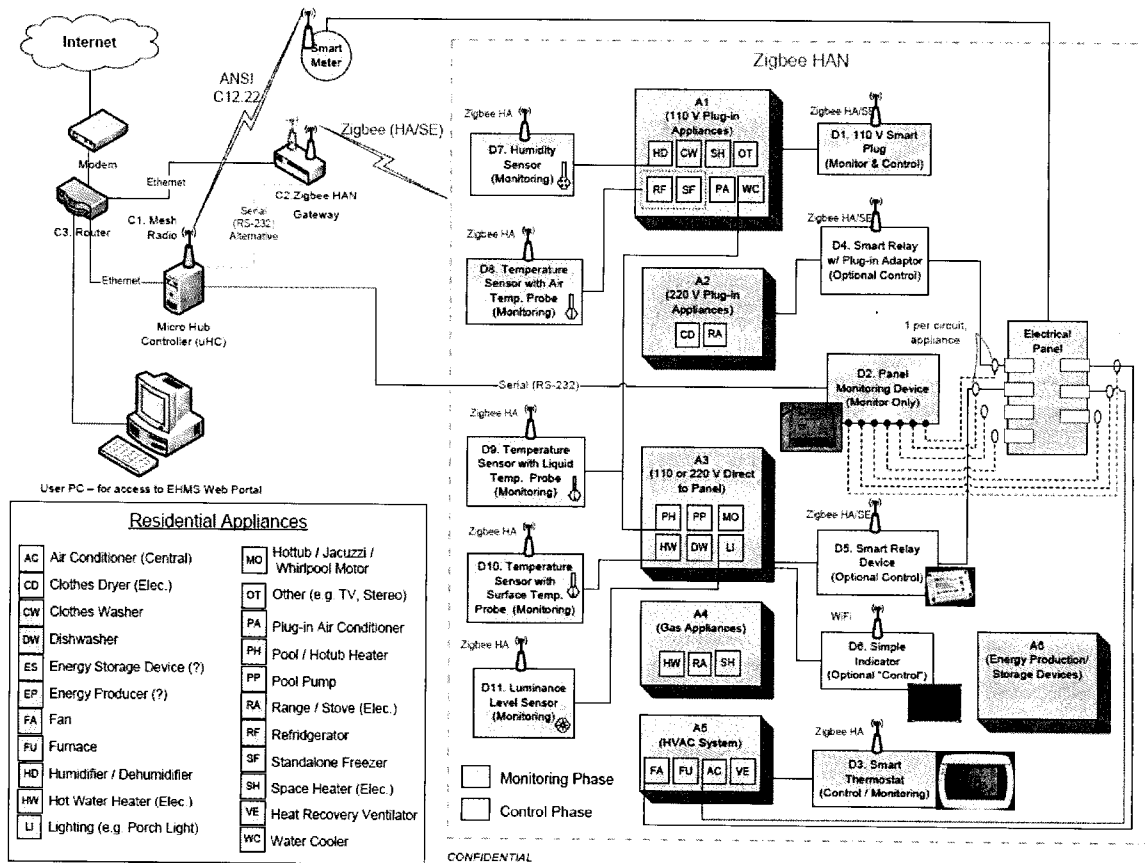 Internet
Smart
Meter
ANSI
C12.22
Zigbee (HA/SE)
Modem
Ethernet
C2 Zigbee HAN
Gateway
Serial
(RS-232)
Alternative
C1. Mesh
Radio
C3. Router
Ethernet
Micro Hub
Controller (uHC)
Serial (RS-232)
User PC – for access to EHMS Web Portal
Zigbee HAN
Zigbee HA
D7. Humidity
Sensor
(Monitoring)
Zigbee HA
D8. Temperature
Sensor with Air
Temp. Probe
(Monitoring)
Zigbee HA
D9. Temperature
Sensor with Liquid
Temp. Probe
(Monitoring)
Zigbee HA
D10. Temperature
Sensor with
Surface Temp.
Probe (Monitoring)
Zigbee HA
D11. Luminance
Level Sensor
(Monitoring)
A1
(110 V Plug-in
Appliances)
HD CW SH OT
RF SF PA WC
A2
(220 V Plug-in
Appliances)
CD RA
A3
(110 or 220 V Direct
to Panel)
PH PP MO
HW DW LI
A4
(Gas Appliances)
HW RA SH
A5
(HVAC System)
FA FU AC VE
Zigbee HA/SE
D1. 110 V Smart
Plug
(Monitor & Control)
Zigbee HA/SE
D4. Smart Relay
w/ Plug-in Adaptor
(Optional Control)
1 per circuit,
appliance
Electrical
Panel
D2. Panel
Monitoring Device
(Monitor Only)
Zigbee HA/SE
D5. Smart Relay
Device
(Optional Control)
WiFi
D6. Simple
Indicator
(Optional "Control")
A6
(Energy Production/
Storage Devices)
Zigbee HA
D3. Smart
Thermostat
(Control / Monitoring)
Monitoring Phase
Control Phase
Residential Appliances
AC Air Conditioner (Central)
CD Clothes Dryer (Elec.)
CW Clothes Washer
DW Dishwasher
ES Energy Storage Device (?)
EP Energy Producer (?)
FA Fan
FU Furnace
HD Humidifier / Dehumidifier
HW Hot Water Heater (Elec.)
LI Lighting (e.g. Porch Light)
MO Hottub / Jacuzzi /
Whirlpool Motor
OT Other (e.g. TV, Stereo)
PA Plug-in Air Conditioner
PH Pool / Hotub Heater
PP Pool Pump
RA Range / Stove (Elec.)
RF Refridgerator
SF Standalone Freezer
SH Space Heater (Elec.)
VE Heat Recovery Ventilator
WC Water Cooler
CONFIDENTIAL